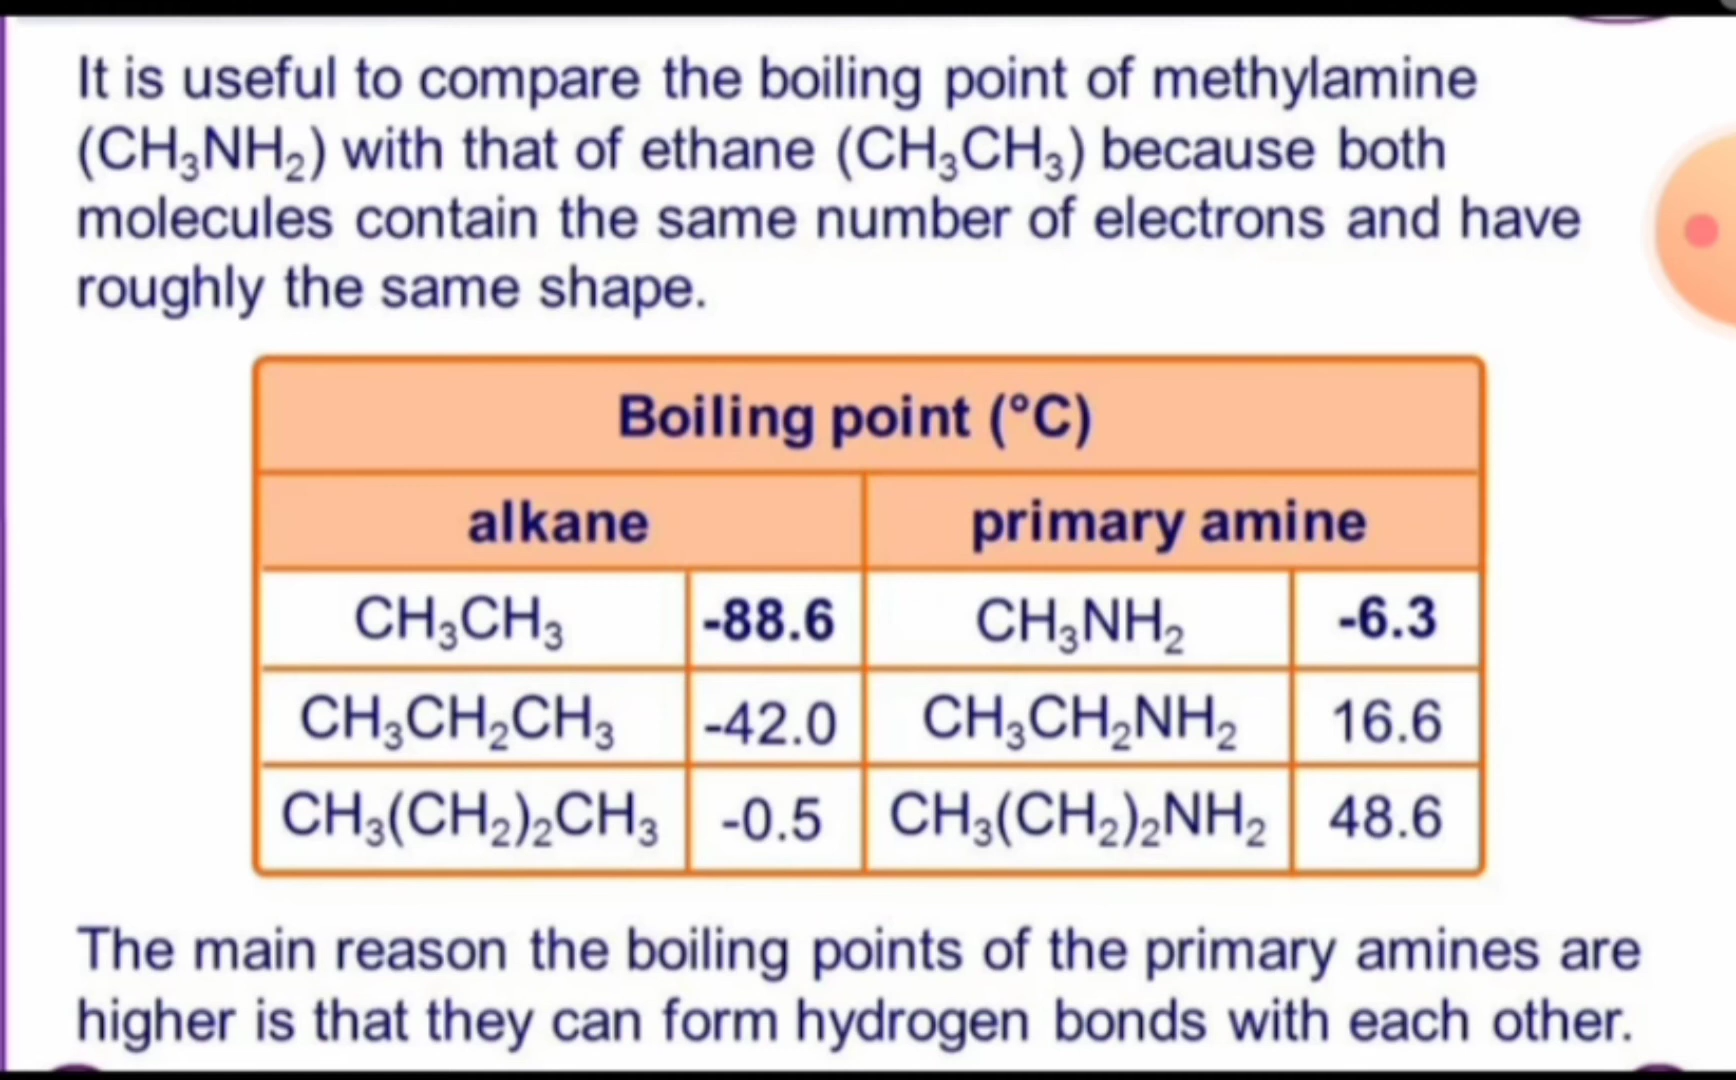 It is useful to compare the boiling point of methylamine
(CH₃NH₂) with that of ethane (CH₃CH₃) because both
molecules contain the same number of electrons and have
roughly the same shape.
Boiling point (°C)
alkane primary amine
CH₃CH₃ -88.6 CH₃NH₂ -6.3
CH₃CH₂CH₃ -42.0 CH₃CH₂NH₂ 16.6
CH₃(CH₂)₂CH₃ -0.5 CH₃(CH₂)₂NH₂ 48.6
The main reason the boiling points of the primary amines are
higher is that they can form hydrogen bonds with each other.